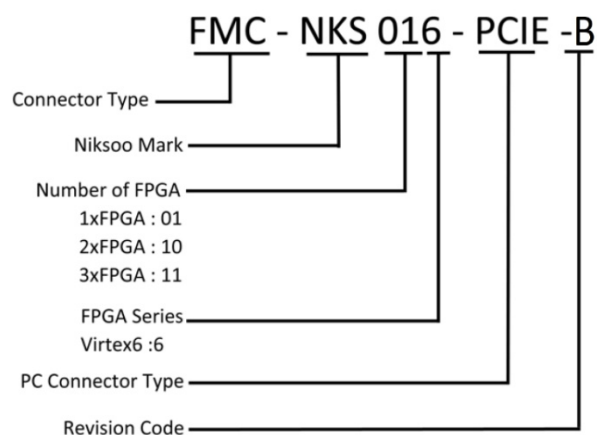 FMC - NKS 016 - PCIE -B
Connector Type
Niksoo Mark
Number of FPGA
1xFPGA : 01
2xFPGA : 10
3xFPGA : 11
FPGA Series
Virtex6 :6
PC Connector Type
Revision Code